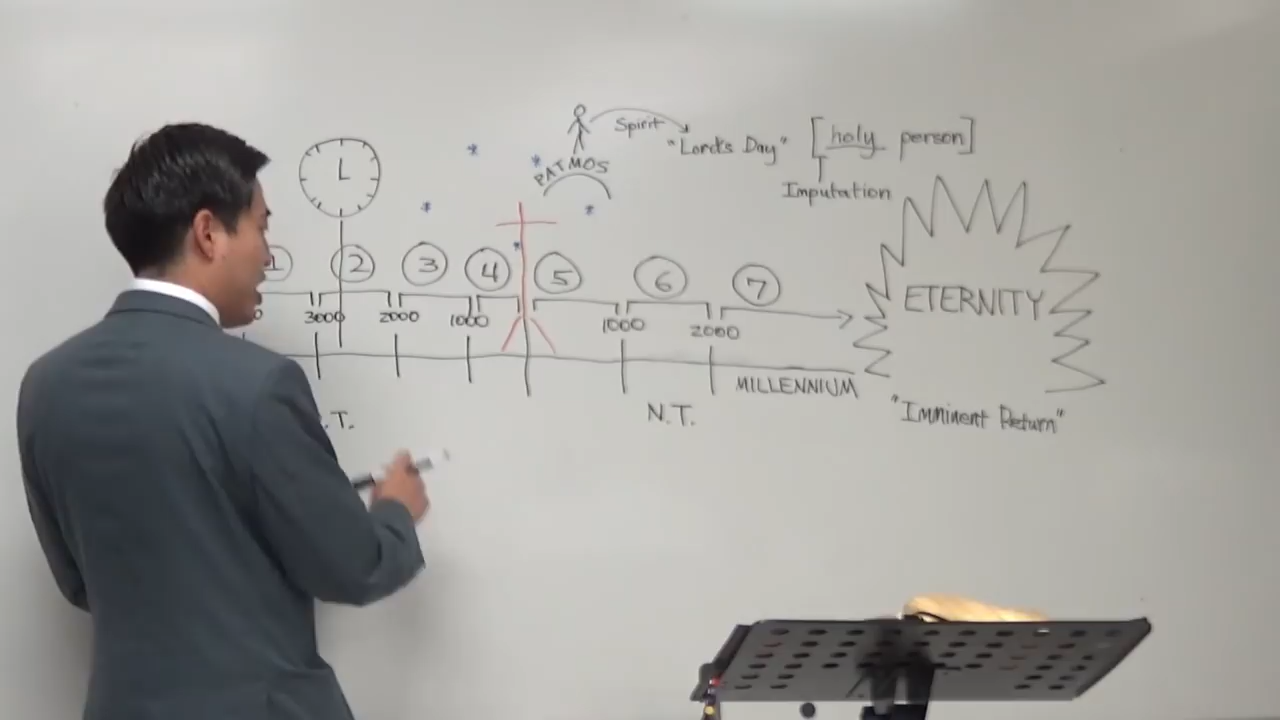 Spirit
"Lord's Day" [holy person]
PATMOS
Imputation
L
1 2 3 4 5 6 7
ETERNITY
0 3000 2000 1000 1000 2000
MILLENNIUM
.T. N.T.
"Imminent Return"